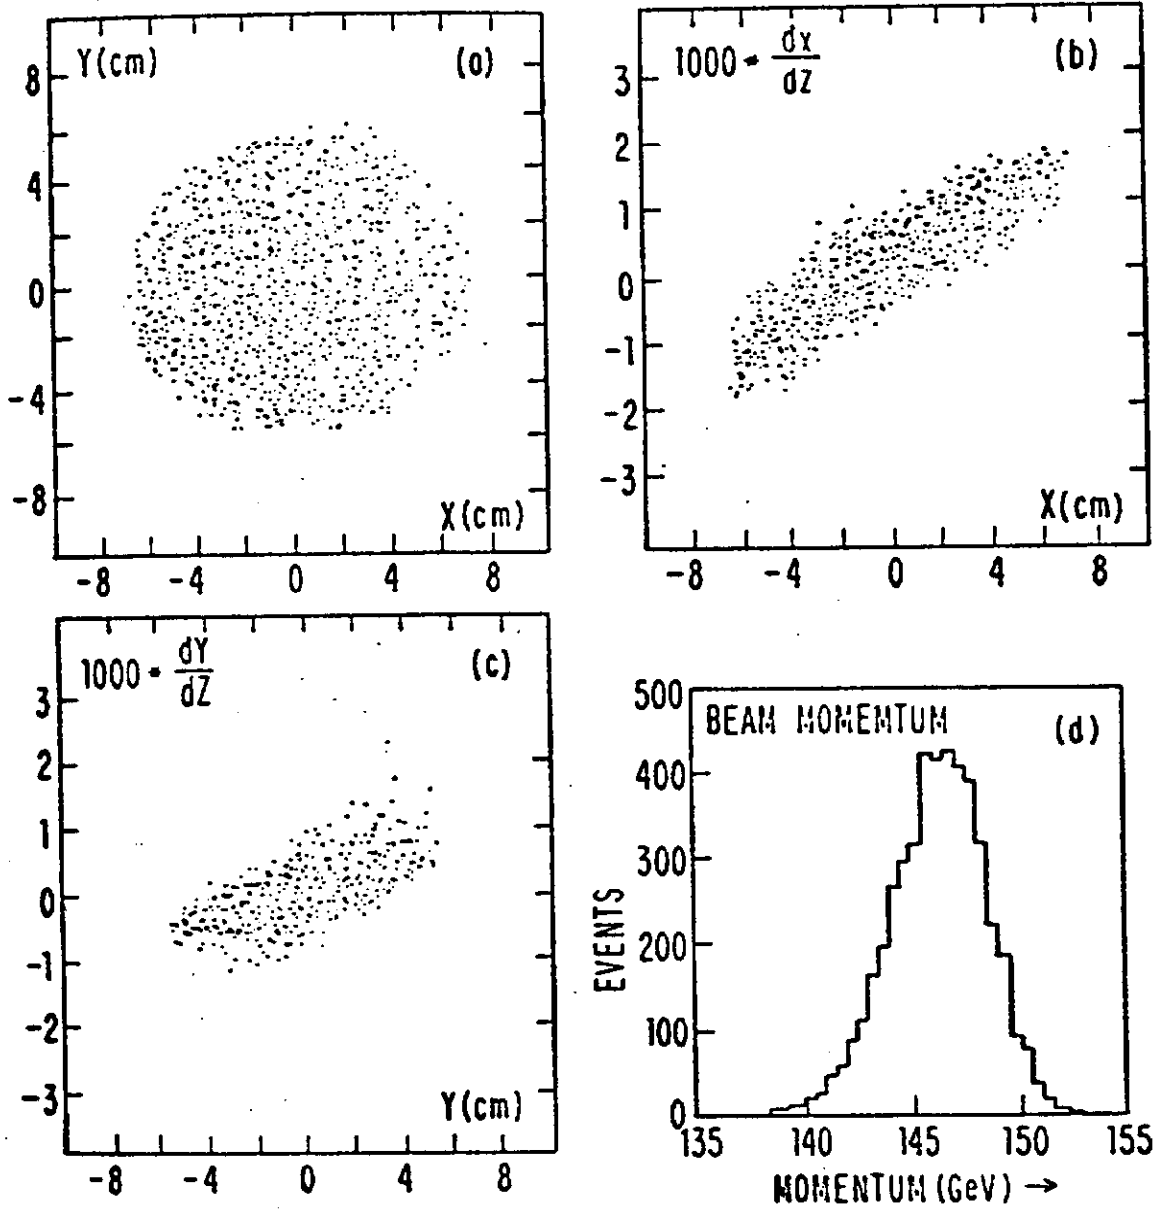 Y(cm) (a)
8
4
0
-4
-8
X(cm)
-8 -4 0 4 8
1000 * dx/dZ (b)
3
2
1
0
-1
-2
-3
X(cm)
-8 -4 0 4 8
1000 * dY/dZ (c)
3
2
1
0
-1
-2
-3
Y(cm)
-8 -4 0 4 8
BEAM MOMENTUM (d)
500
400
300
200
100
0
EVENTS
135 140 145 150 155
MOMENTUM (GeV) →